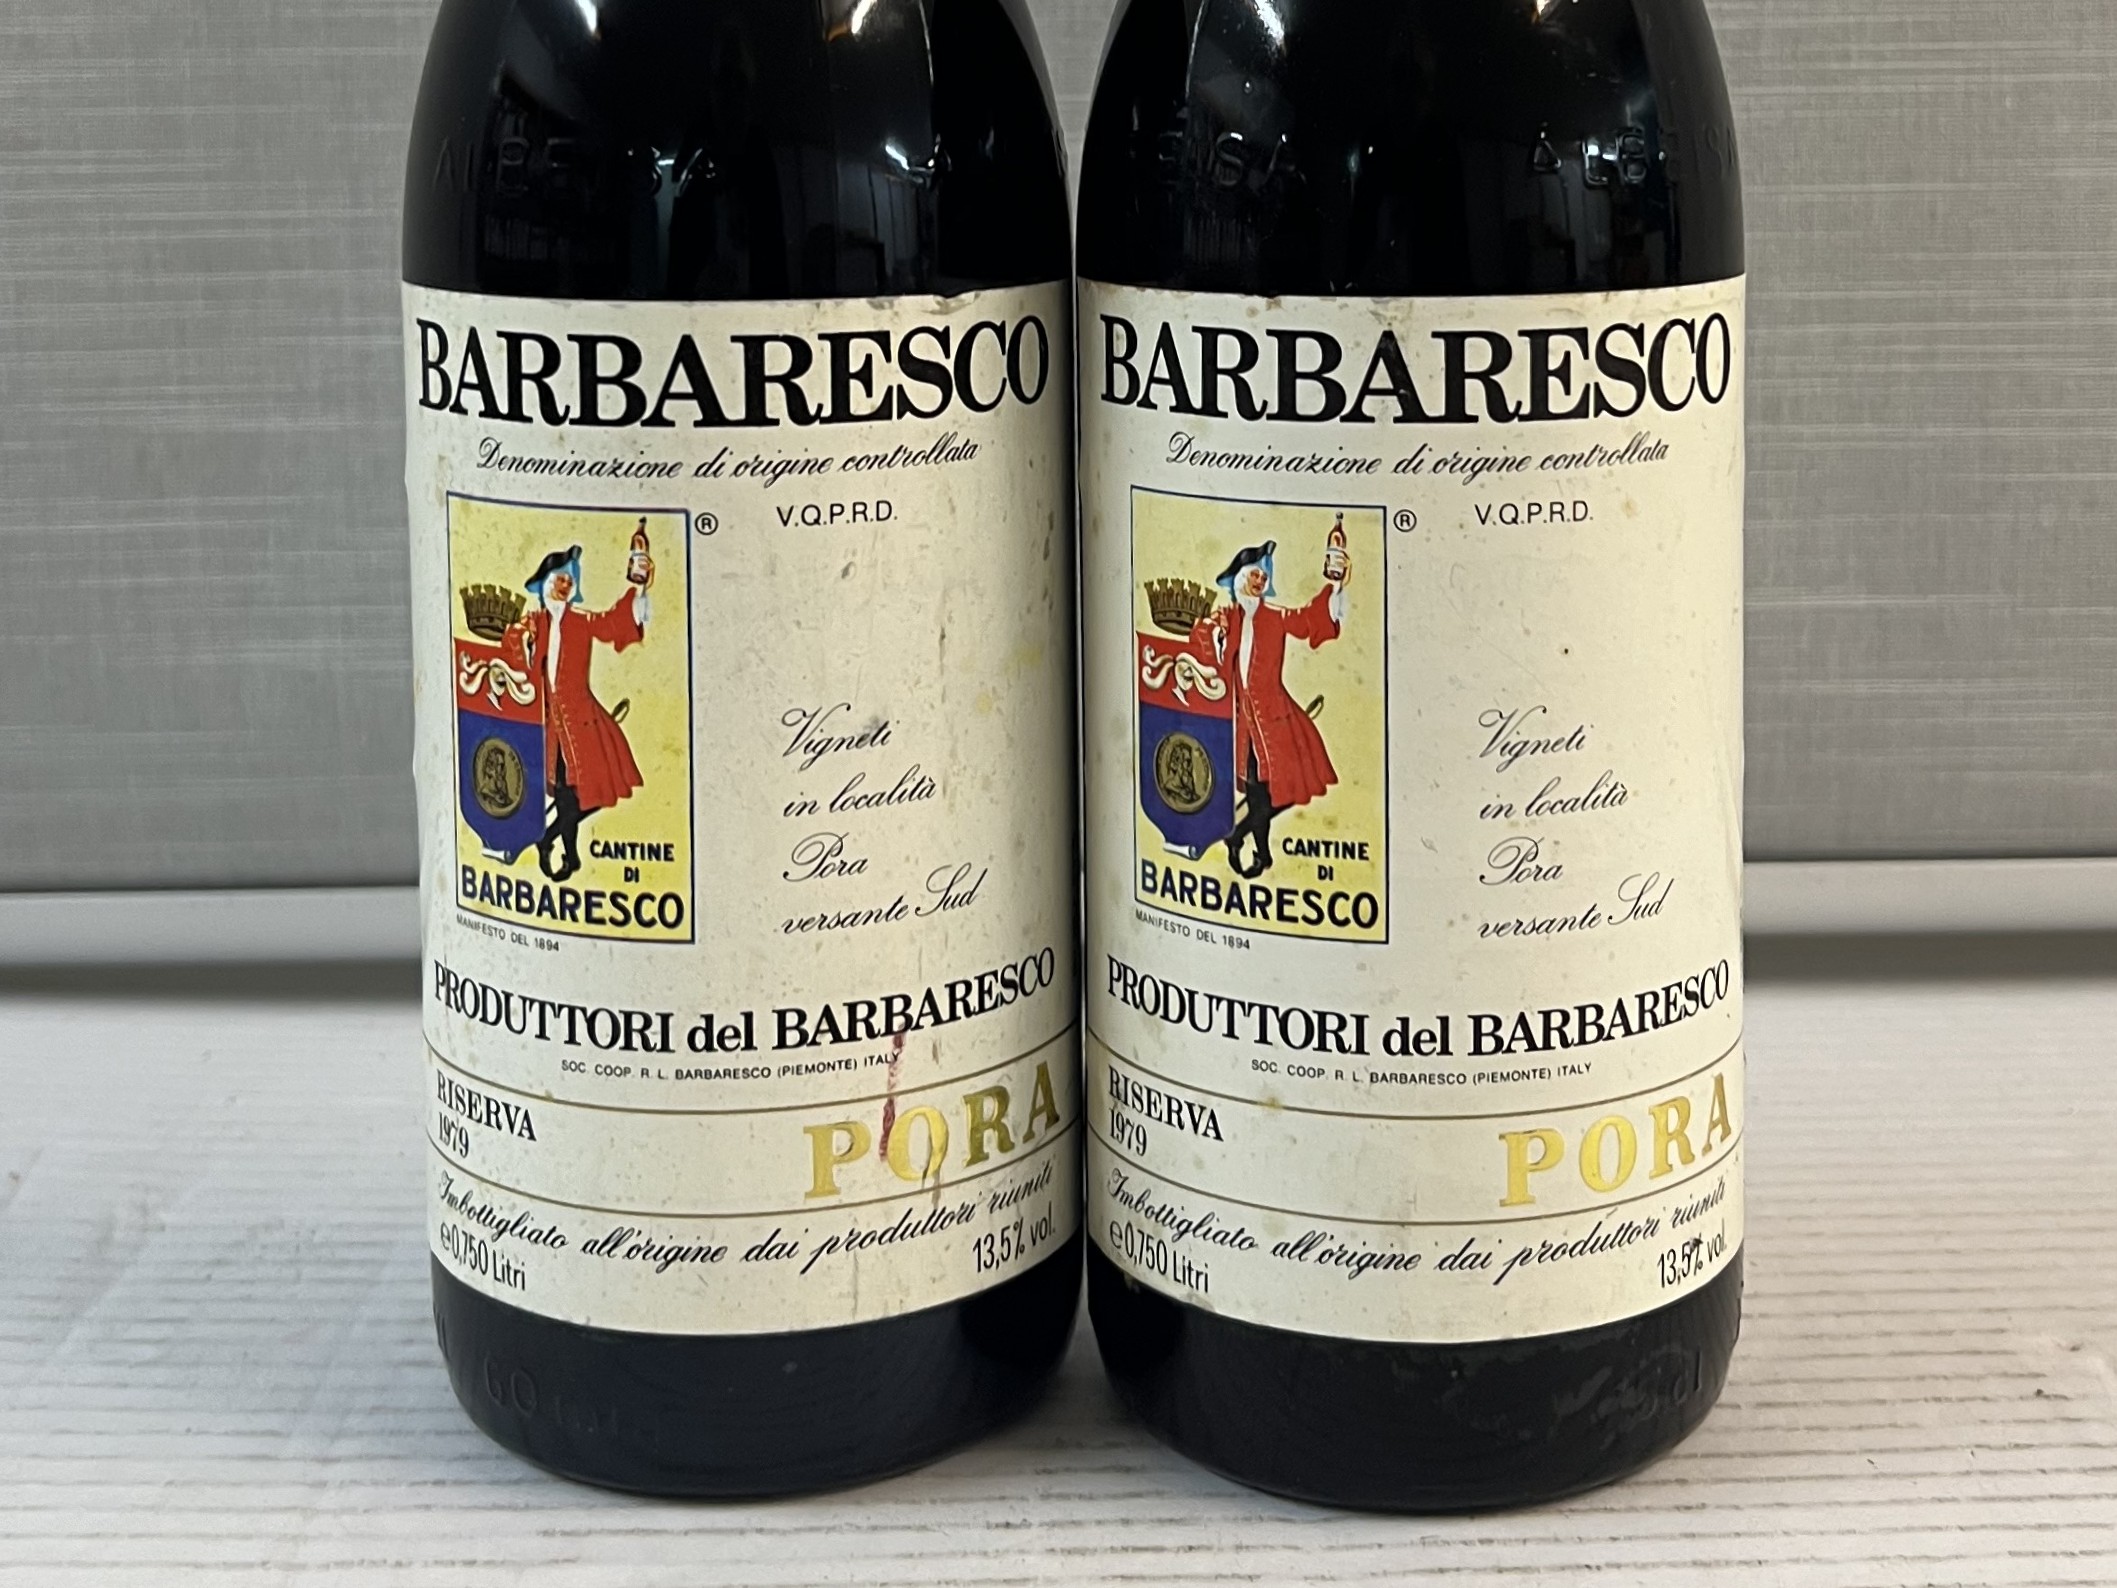 BARBARESCO
Denominazione di origine controllata
® V.Q.P.R.D.
Vigneti
in località
Pora
versante Sud
CANTINE
DI
BARBARESCO
MANIFESTO DEL 1894
PRODUTTORI del BARBARESCO
SOC. COOP. R. L. BARBARESCO (PIEMONTE) ITALY
RISERVA
1979
PORA
Imbottigliato all'origine dai produttori riuniti
e 0,750 Litri 13,5% vol.
BARBARESCO
Denominazione di origine controllata
® V.Q.P.R.D.
Vigneti
in località
Pora
versante Sud
CANTINE
DI
BARBARESCO
MANIFESTO DEL 1894
PRODUTTORI del BARBARESCO
SOC. COOP. R. L. BARBARESCO (PIEMONTE) ITALY
RISERVA
1979
PORA
Imbottigliato all'origine dai produttori riuniti
e 0,750 Litri 13,5% vol.